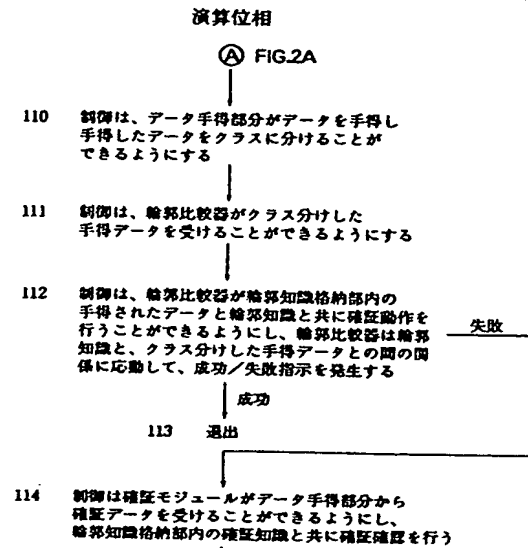 演算位相
A FIG.2A
110 制御は、データ手得部分がデータを手得し
手得したデータをクラスに分けることが
できるようにする
111 制御は、輪郭比較器がクラス分けした
手得データを受けることができるようにする
112 制御は、輪郭比較器が輪郭知識格納部内の
手得されたデータと輪郭知識と共に確証動作を
行うことができるようにし、輪郭比較器は輪郭
知識と、クラス分けした手得データとの間の関
係に応動して、成功/失敗指示を発生する
失敗
成功
113 退出
114 制御は確証モジュールがデータ手得部分から
確証データを受けることができるようにし、
輪郭知識格納部内の確証知識と共に確証確認を行う